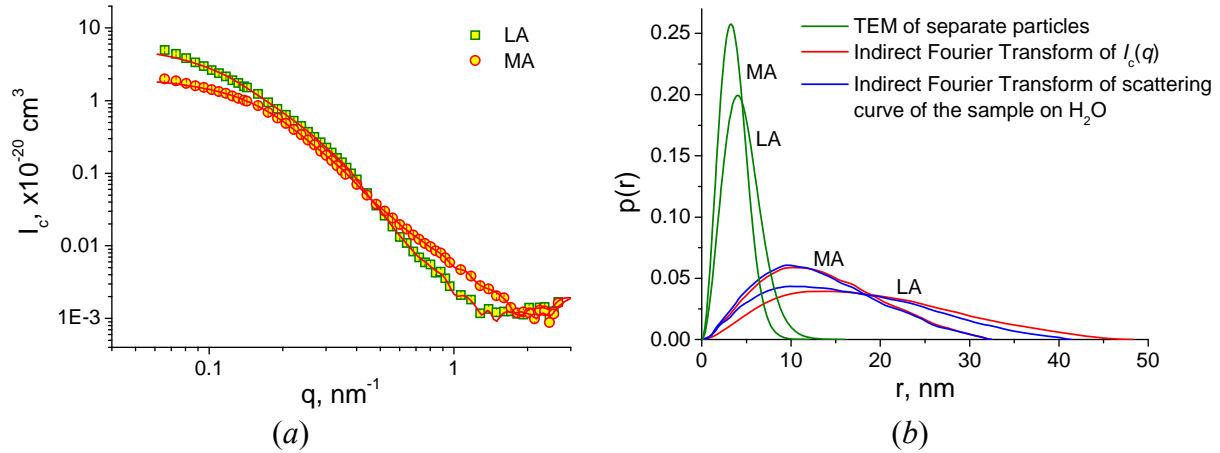 10
1
0.1
0.01
1E-3
I_c, x10^-20 cm^3
LA
MA
0.1
1
q, nm^-1
(a)
0.25
0.20
0.15
0.10
0.05
0.00
p(r)
TEM of separate particles
Indirect Fourier Transform of I_c(q)
Indirect Fourier Transform of scattering
curve of the sample on H₂O
MA
LA
MA
LA
0
10
20
30
40
50
r, nm
(b)